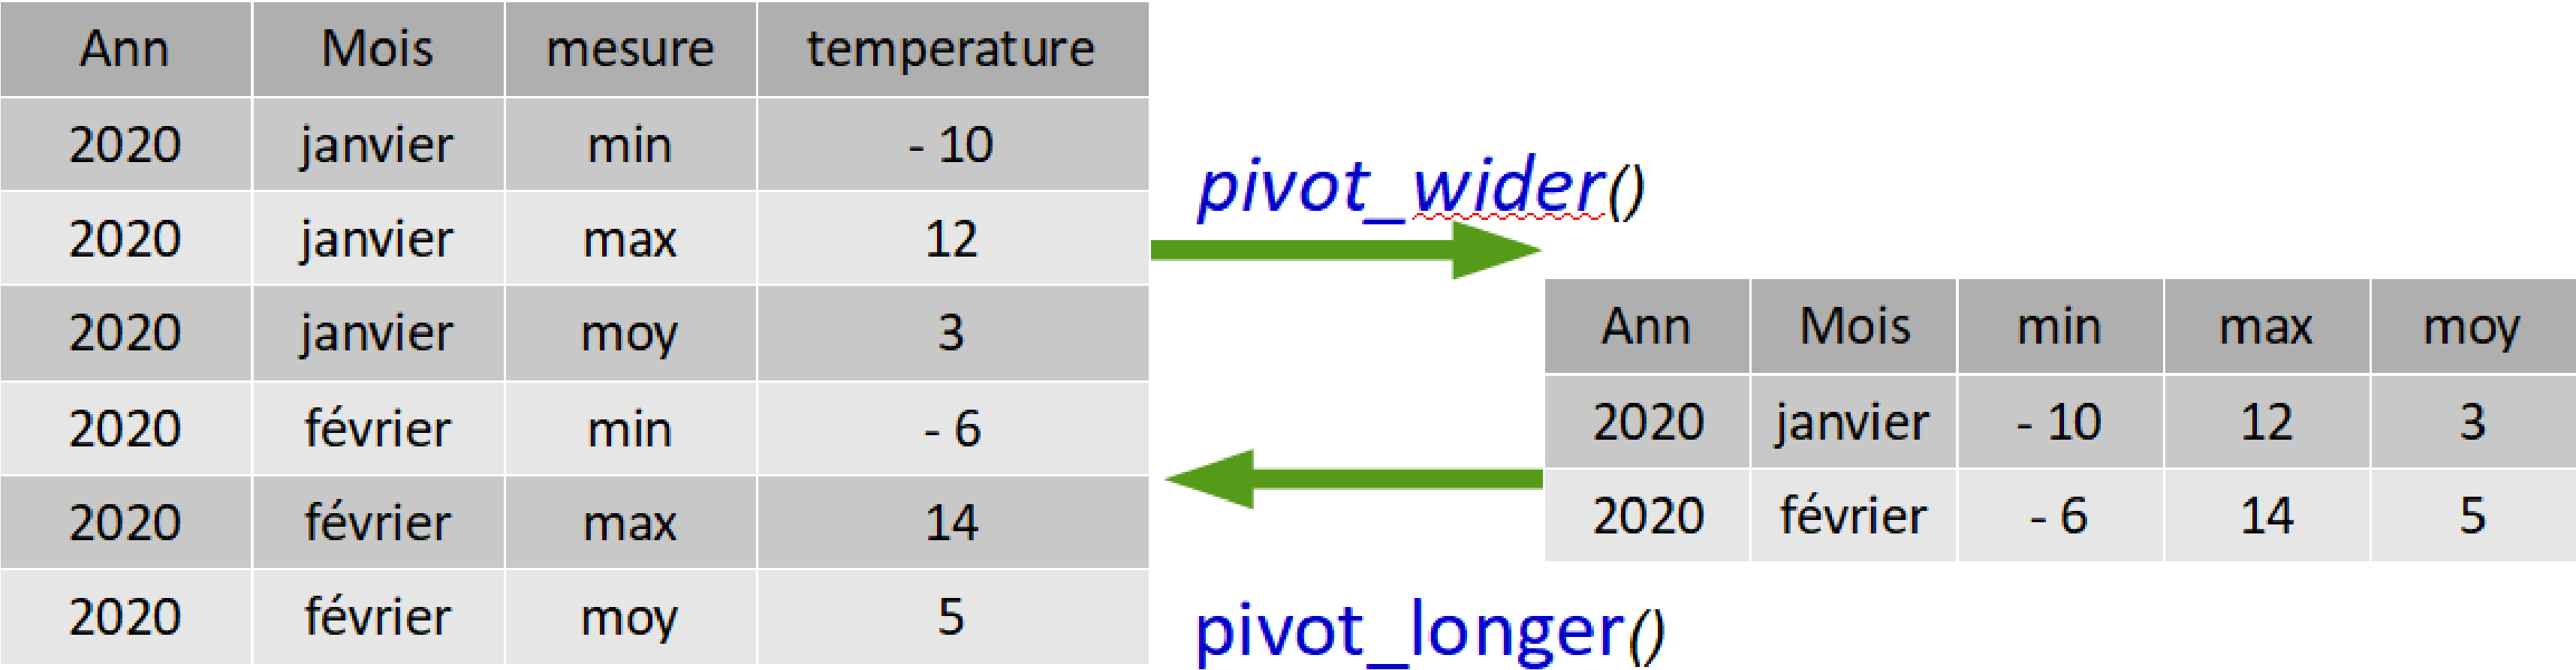 Ann Mois mesure temperature
2020 janvier min - 10
2020 janvier max 12
2020 janvier moy 3
2020 février min - 6
2020 février max 14
2020 février moy 5
pivot_wider()
pivot_longer()
Ann Mois min max moy
2020 janvier - 10 12 3
2020 février - 6 14 5